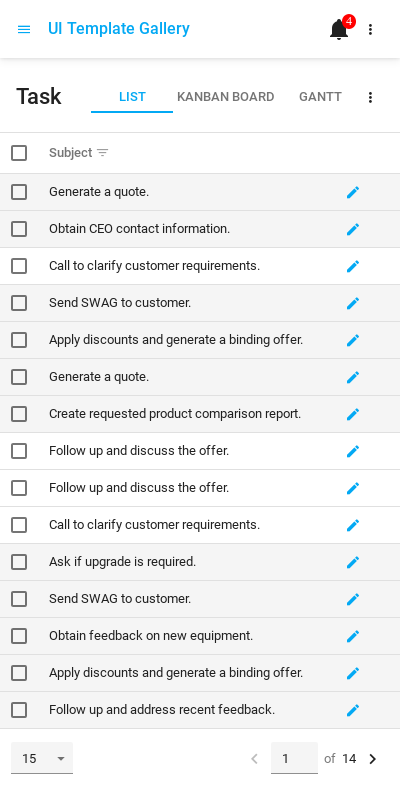 UI Template Gallery
4
Task
LIST KANBAN BOARD GANTT
Subject
Generate a quote.
Obtain CEO contact information.
Call to clarify customer requirements.
Send SWAG to customer.
Apply discounts and generate a binding offer.
Generate a quote.
Create requested product comparison report.
Follow up and discuss the offer.
Follow up and discuss the offer.
Call to clarify customer requirements.
Ask if upgrade is required.
Send SWAG to customer.
Obtain feedback on new equipment.
Apply discounts and generate a binding offer.
Follow up and address recent feedback.
15 1 of 14